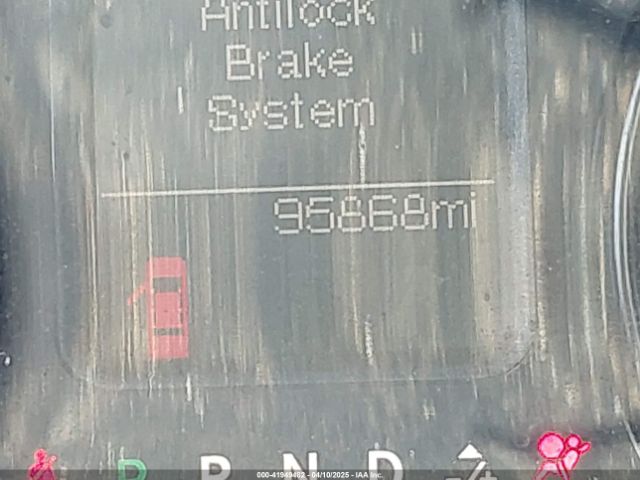 Antilock
Brake
System
95868mi
P R N D -/+
000-41949482 - 04/10/2025 - IAA Inc.